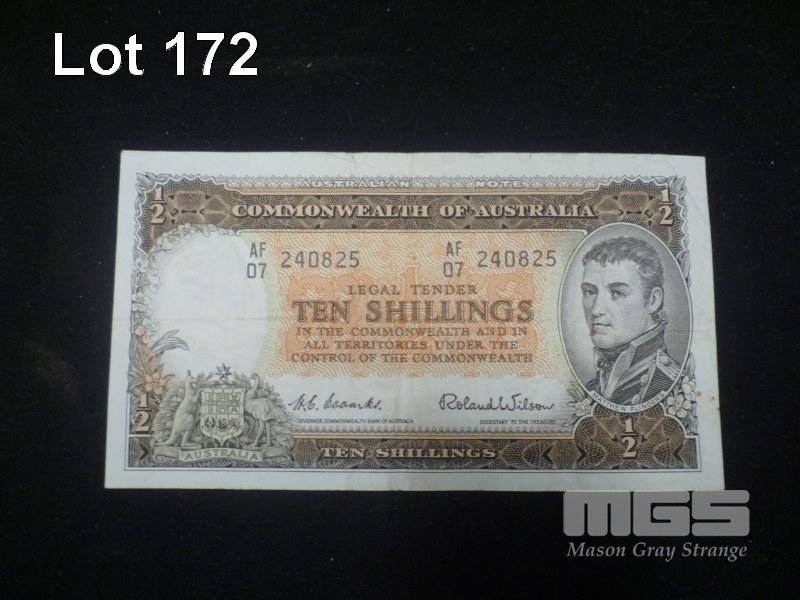 Lot 172
AUSTRALIAN NOTE
1/2 COMMONWEALTH OF AUSTRALIA 1/2
AF 07 240825 AF 07 240825
LEGAL TENDER
TEN SHILLINGS
IN THE COMMONWEALTH AND IN
ALL TERRITORIES UNDER THE
CONTROL OF THE COMMONWEALTH
H.C. Coombs. Roland Wilson
GOVERNOR, COMMONWEALTH BANK OF AUSTRALIA SECRETARY TO THE TREASURY
MATTHEW FLINDERS
1/2 AUSTRALIA TEN SHILLINGS 1/2
MGS
Mason Gray Strange